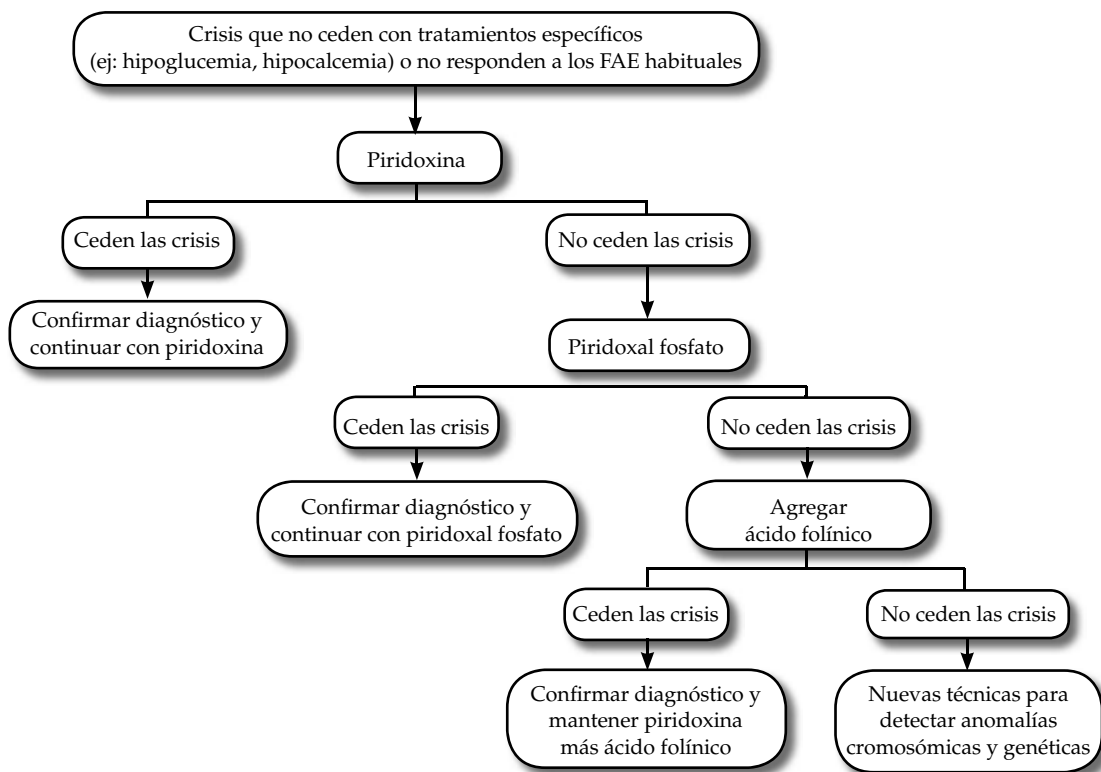 Crisis que no ceden con tratamientos específicos
(ej: hipoglucemia, hipocalcemia) o no responden a los FAE habituales
Piridoxina
Ceden las crisis
No ceden las crisis
Confirmar diagnóstico y
continuar con piridoxina
Piridoxal fosfato
Ceden las crisis
No ceden las crisis
Confirmar diagnóstico y
continuar con piridoxal fosfato
Agregar
ácido folínico
Ceden las crisis
No ceden las crisis
Confirmar diagnóstico y
mantener piridoxina
más ácido folínico
Nuevas técnicas para
detectar anomalías
cromosómicas y genéticas